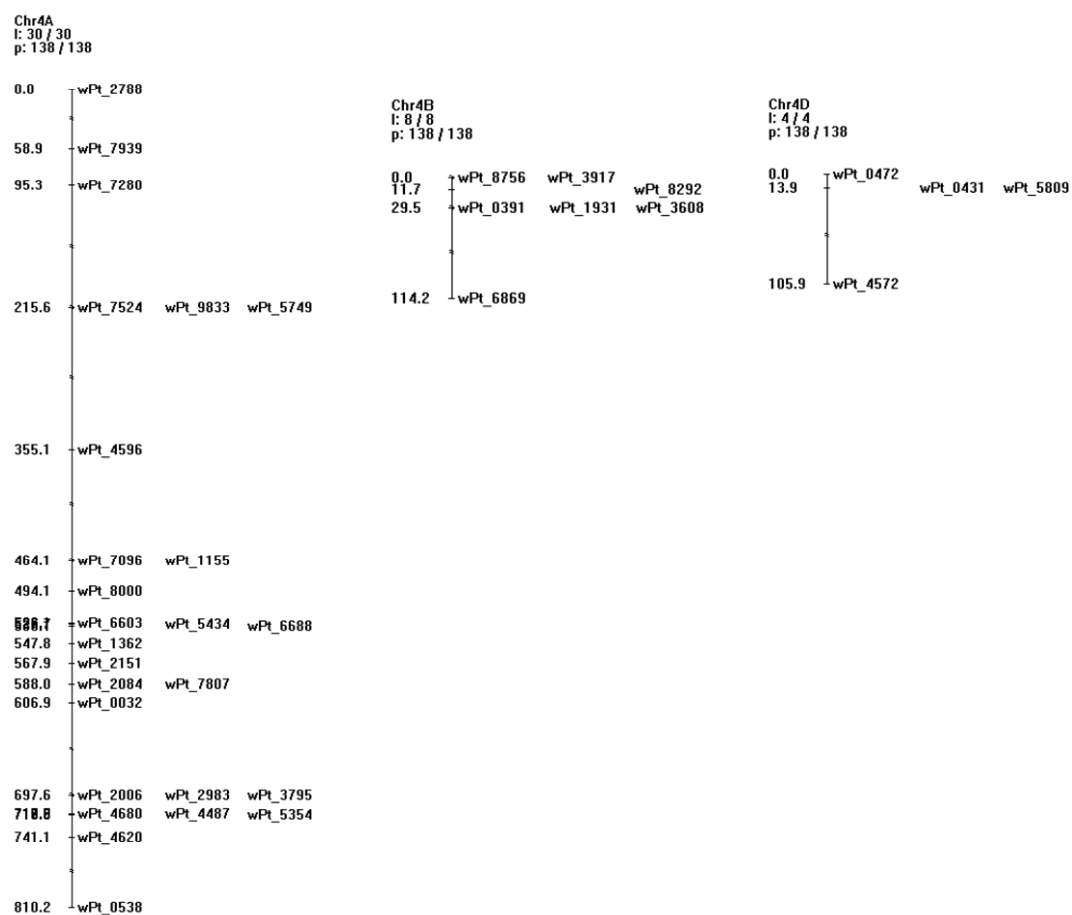 Chr4A
l: 30 / 30
p: 138 / 138
0.0 wPt_2788
58.9 wPt_7939
95.3 wPt_7280
215.6 wPt_7524 wPt_9833 wPt_5749
355.1 wPt_4596
464.1 wPt_7096 wPt_1155
494.1 wPt_8000
wPt_6603 wPt_5434 wPt_6688
547.8 wPt_1362
567.9 wPt_2151
588.0 wPt_2084 wPt_7807
606.9 wPt_0032
697.6 wPt_2006 wPt_2983 wPt_3795
wPt_4680 wPt_4487 wPt_5354
741.1 wPt_4620
810.2 wPt_0538
Chr4B
l: 8 / 8
p: 138 / 138
0.0 wPt_8756 wPt_3917
11.7 wPt_8292
29.5 wPt_0391 wPt_1931 wPt_3608
114.2 wPt_6869
Chr4D
l: 4 / 4
p: 138 / 138
0.0 wPt_0472
13.9 wPt_0431 wPt_5809
105.9 wPt_4572